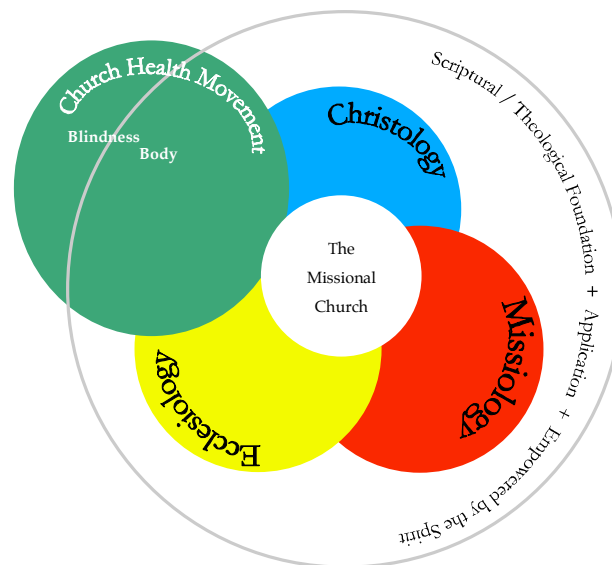 Church Health Movement
Blindness
Body
Christology
The
Missional
Church
Missiology
Ecclesiology
Scriptural / Theological Foundation + Application + Empowered by the Spirit